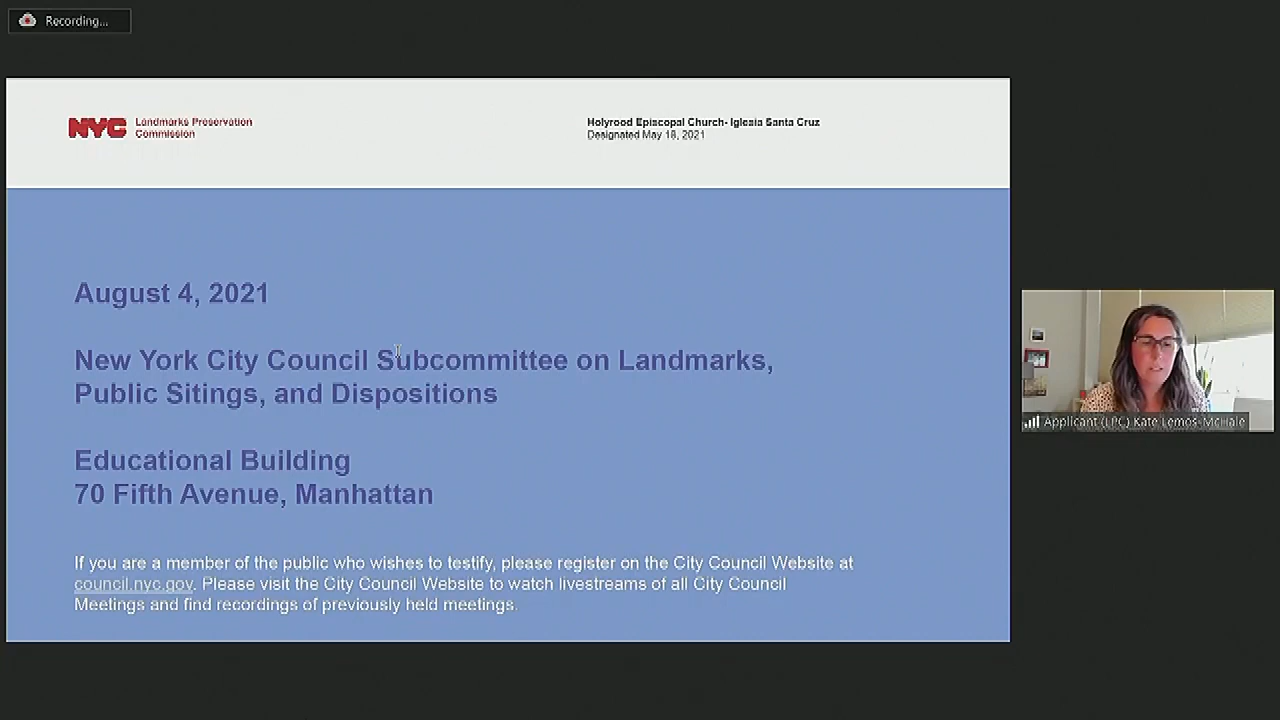 Recording...
NYC Landmarks Preservation
Commission
Holyrood Episcopal Church- Iglesia Santa Cruz
Designated May 18, 2021
August 4, 2021
New York City Council Subcommittee on Landmarks,
Public Sitings, and Dispositions
Educational Building
70 Fifth Avenue, Manhattan
If you are a member of the public who wishes to testify, please register on the City Council Website at
council.nyc.gov. Please visit the City Council Website to watch livestreams of all City Council
Meetings and find recordings of previously held meetings.
Applicant (LPC) Kate Lemos-McHale